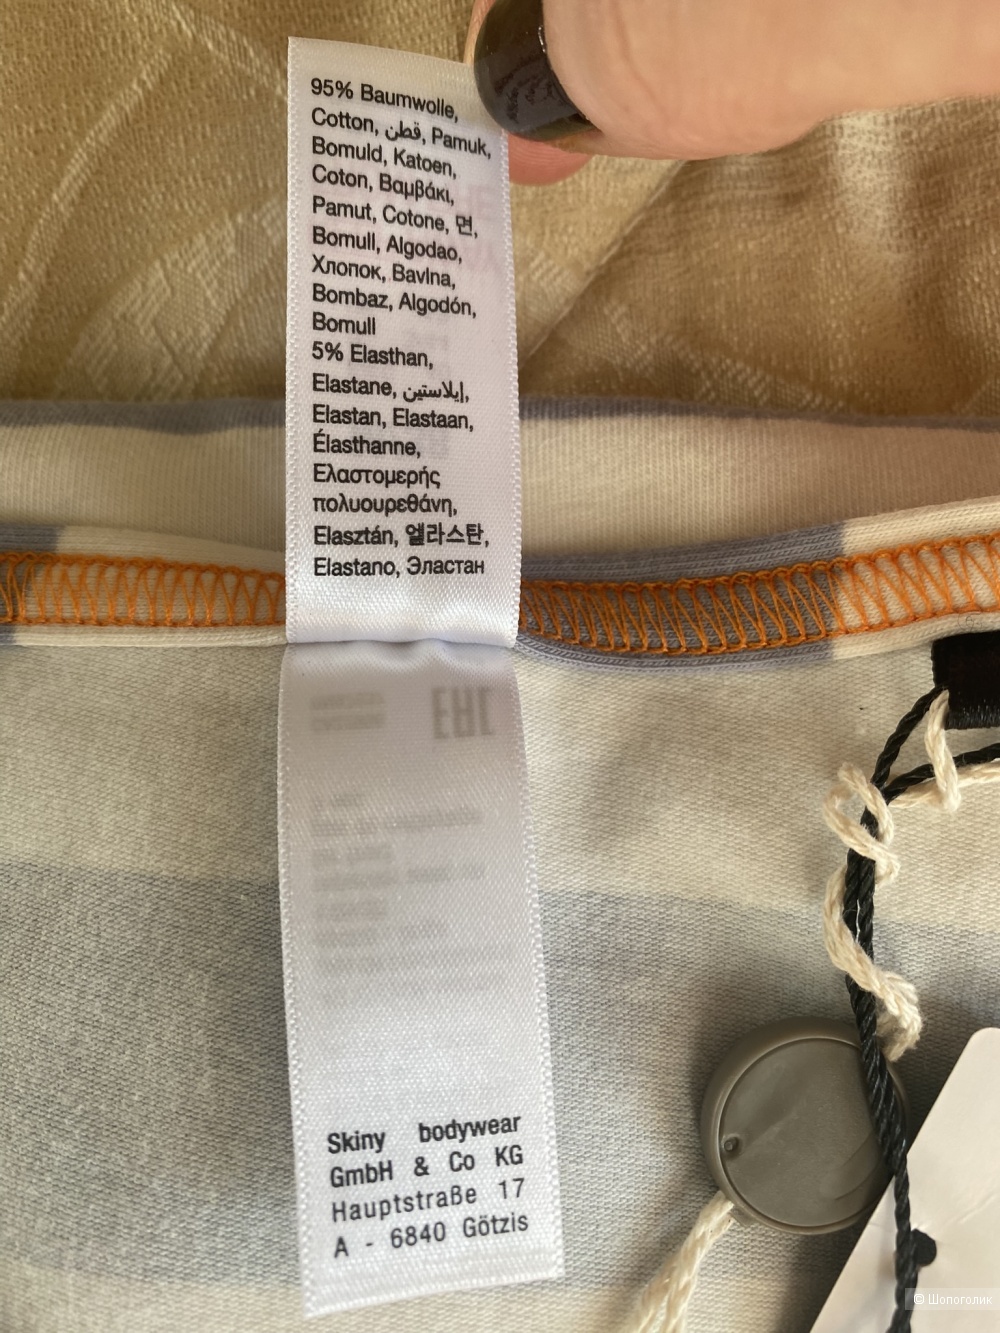 95% Baumwolle,
Cotton, قطن, Pamuk,
Bomuld, Katoen,
Coton, Βαμβάκι,
Pamut, Cotone, 면,
Bomull, Algodao,
Хлопок, Bavlna,
Bombaz, Algodón,
Bomull
5% Elasthan,
Elastane, إيلاستين,
Elastan, Elastaan,
Élasthanne,
Ελαστομερής
πολυουρεθάνη,
Elasztán, 엘라스탄,
Elastano, Эластан
Skiny bodywear
GmbH & Co KG
Hauptstraße 17
A - 6840 Götzis
© Шопоголик